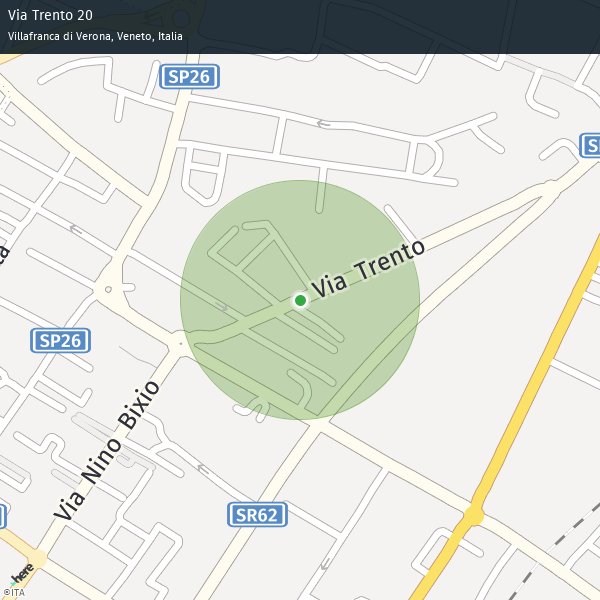 Via Trento 20
Villafranca di Verona, Veneto, Italia
SP26
Via Trento
SP26
Via Nino Bixio
SR62
here
©ITA